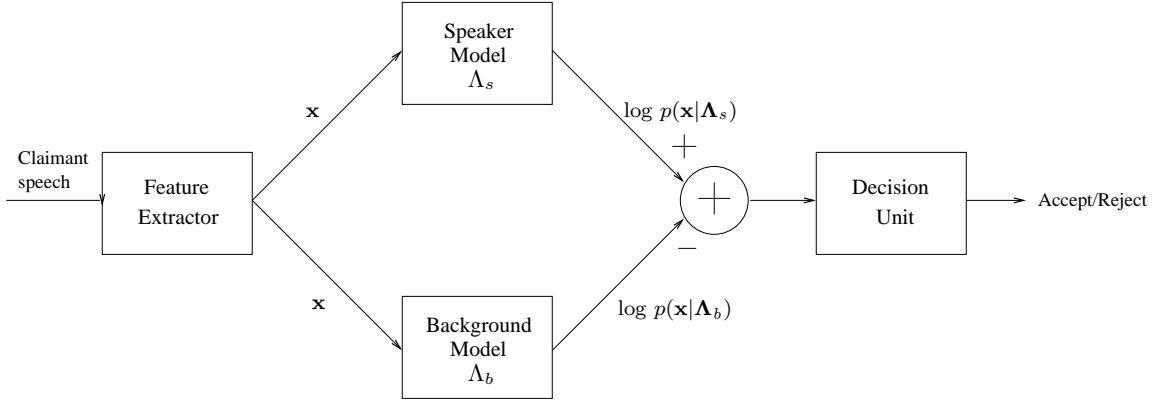 Speaker
Model
Λs
x
log p(x|Λs)
+
Claimant
speech
Feature
Extractor
+
Decision
Unit
Accept/Reject
−
x
log p(x|Λb)
Background
Model
Λb